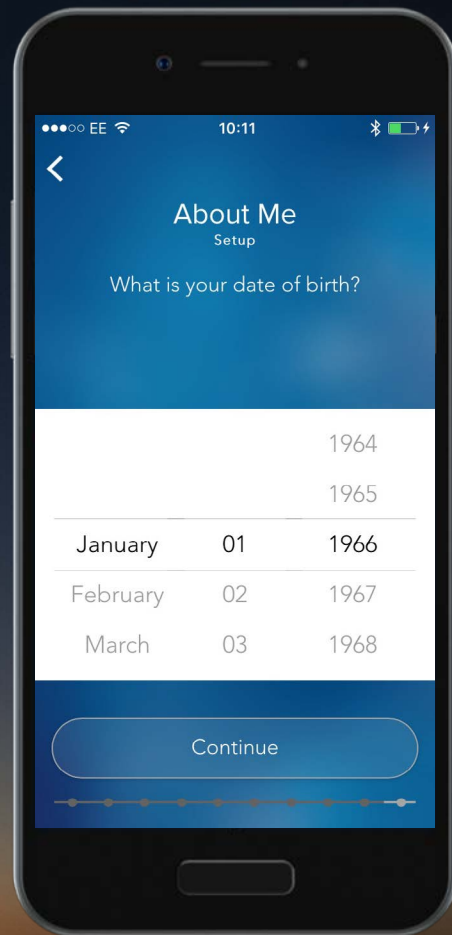 EE 10:11
About Me
Setup
What is your date of birth?
1964
1965
January 01 1966
February 02 1967
March 03 1968
Continue